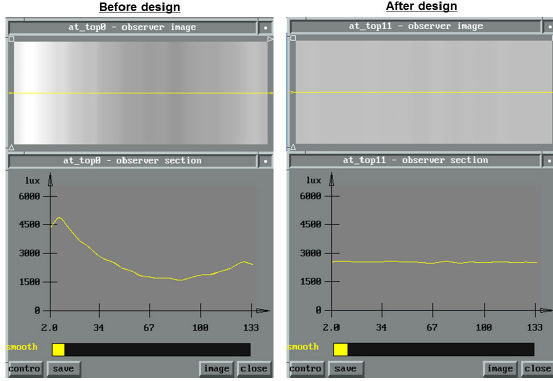 Before design
at_top0 - observer image
at_top0 - observer section
lux
6000
4500
3000
1500
0
2.0 34 67 100 133
smooth
contro save image close
After design
at_top11 - observer image
at_top11 - observer section
lux
6000
4500
3000
1500
0
2.0 34 67 100 133
smooth
contro save image close